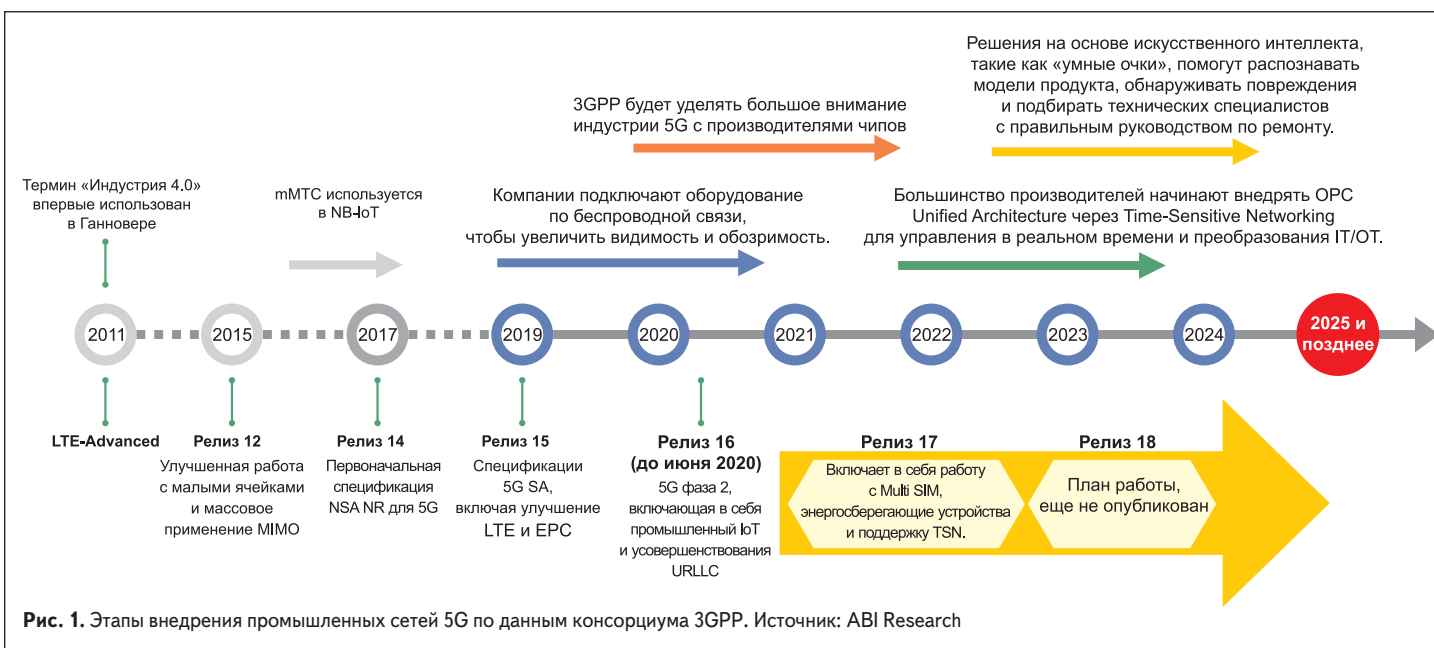 Решения на основе искусственного интеллекта,
такие как «умные очки», помогут распознавать
модели продукта, обнаруживать повреждения
и подбирать технических специалистов
с правильным руководством по ремонту.
3GPP будет уделять большое внимание
индустрии 5G с производителями чипов
Термин «Индустрия 4.0»
впервые использован
в Ганновере
mMTC используется
в NB-IoT
Компании подключают оборудование
по беспроводной связи,
чтобы увеличить видимость и обозримость.
Большинство производителей начинают внедрять OPC
Unified Architecture через Time-Sensitive Networking
для управления в реальном времени и преобразования IT/OT.
2011
2015
2017
2019
2020
2021
2022
2023
2024
2025 и
позднее
LTE-Advanced
Релиз 12
Улучшенная работа
с малыми ячейками
и массовое
применение MIMO
Релиз 14
Первоначальная
спецификация
NSA NR для 5G
Релиз 15
Спецификации
5G SA,
включая улучшение
LTE и EPC
Релиз 16
(до июня 2020)
5G фаза 2,
включающая в себя
промышленный IoT
и усовершенствования
URLLC
Релиз 17
Включает в себя работу
с Multi SIM,
энергосберегающие устройства
и поддержку TSN.
Релиз 18
План работы,
еще не опубликован
Рис. 1. Этапы внедрения промышленных сетей 5G по данным консорциума 3GPP. Источник: ABI Research